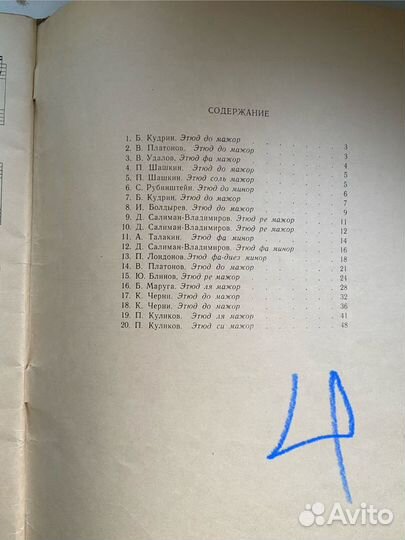 СОДЕРЖАНИЕ
1. Б. Кудрин. Этюд до мажор
2. В. Платонов. Этюд до мажор . . . . 3
3. В. Удалов. Этюд фа мажор . . . . 3
4. П. Шашкин. Этюд до мажор . . . . 4
5. П. Шашкин. Этюд соль мажор . . . . 5
6. С. Рубинштейн. Этюд до минор . . . . 5
7. Б. Кудрин. Этюд до мажор . . . . 6
8. И. Болдырев. Этюд до мажор . . . . 7
9. Д. Салиман-Владимиров. Этюд ре мажор . . . . 9
10. Д. Салиман-Владимиров. Этюд ре мажор . . . . 11
11. А. Талакин. Этюд фа минор . . . . 12
12. Д. Салиман-Владимиров. Этюд фа минор . . . . 14
13. П. Лондонов. Этюд фа-диез минор . . . . 16
14. В. Платонов. Этюд до мажор . . . . 18
15. Ю. Блинов. Этюд ре мажор . . . . 21
16. Б. Маруга. Этюд ля мажор . . . . 24
17. К. Черни. Этюд до мажор . . . . 28
18. К. Черни. Этюд до мажор . . . . 32
19. П. Куликов. Этюд ля мажор . . . . 36
20. П. Куликов. Этюд си мажор . . . . 41
48
4
Avito